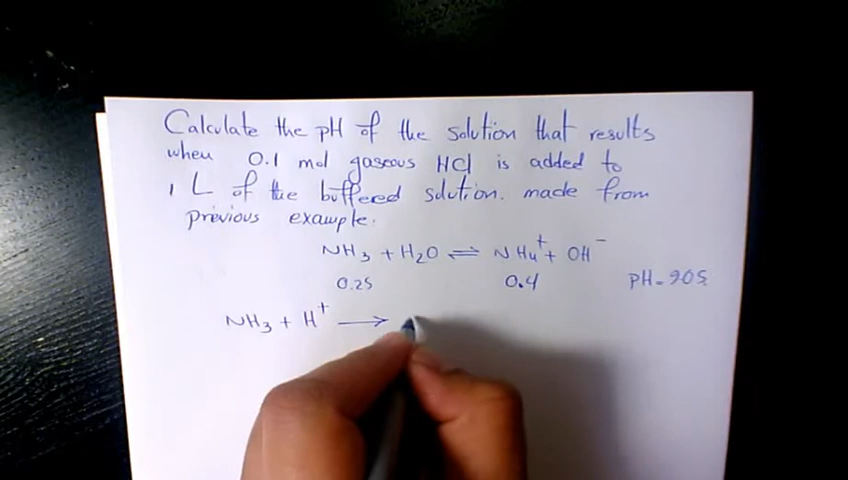 Calculate the pH of the solution that results
when 0.1 mol gaseous HCl is added to
1 L of the buffered solution. made from
previous example.
NH₃ + H₂O ⇌ NH₄⁺ + OH⁻
0.25 0.4 PH = 9.05
NH₃ + H⁺ ⟶